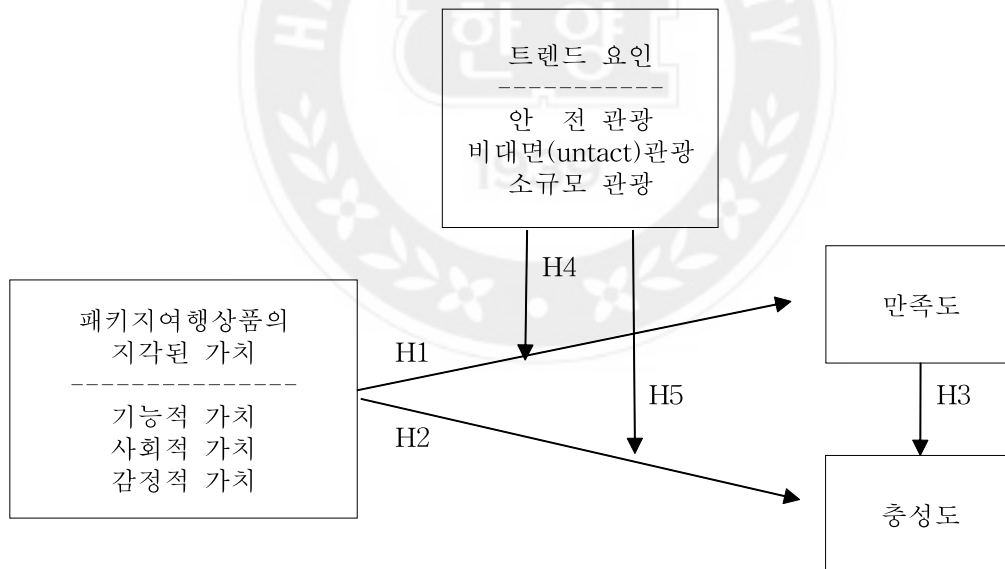 트렌드 요인
-----------
안 전 관광
비대면(untact)관광
소규모 관광
H4
만족도
패키지여행상품의
지각된 가치
---------------
기능적 가치
사회적 가치
감정적 가치
H1
H5
H3
H2
충성도
한양